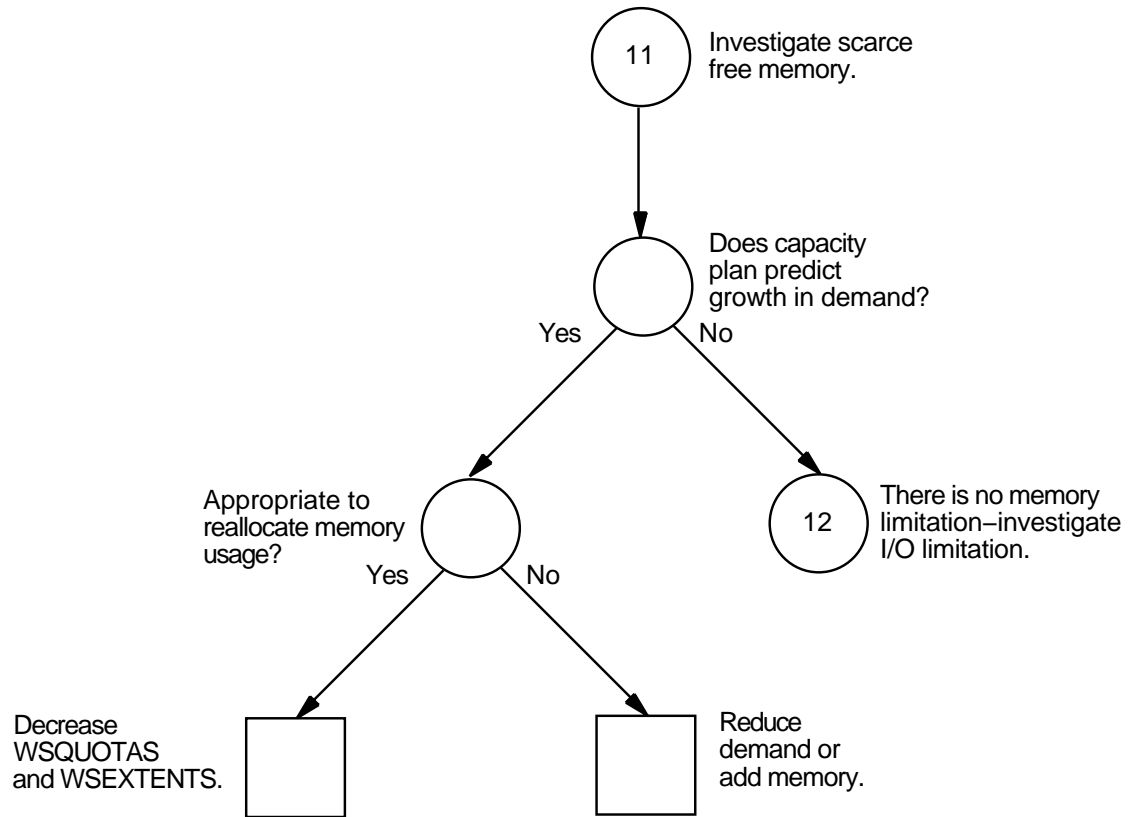 11
Investigate scarce
free memory.
Does capacity
plan predict
growth in demand?
Yes
No
Appropriate to
reallocate memory
usage?
12
There is no memory
limitation–investigate
I/O limitation.
Yes
No
Decrease
WSQUOTAS
and WSEXTENTS.
Reduce
demand or
add memory.